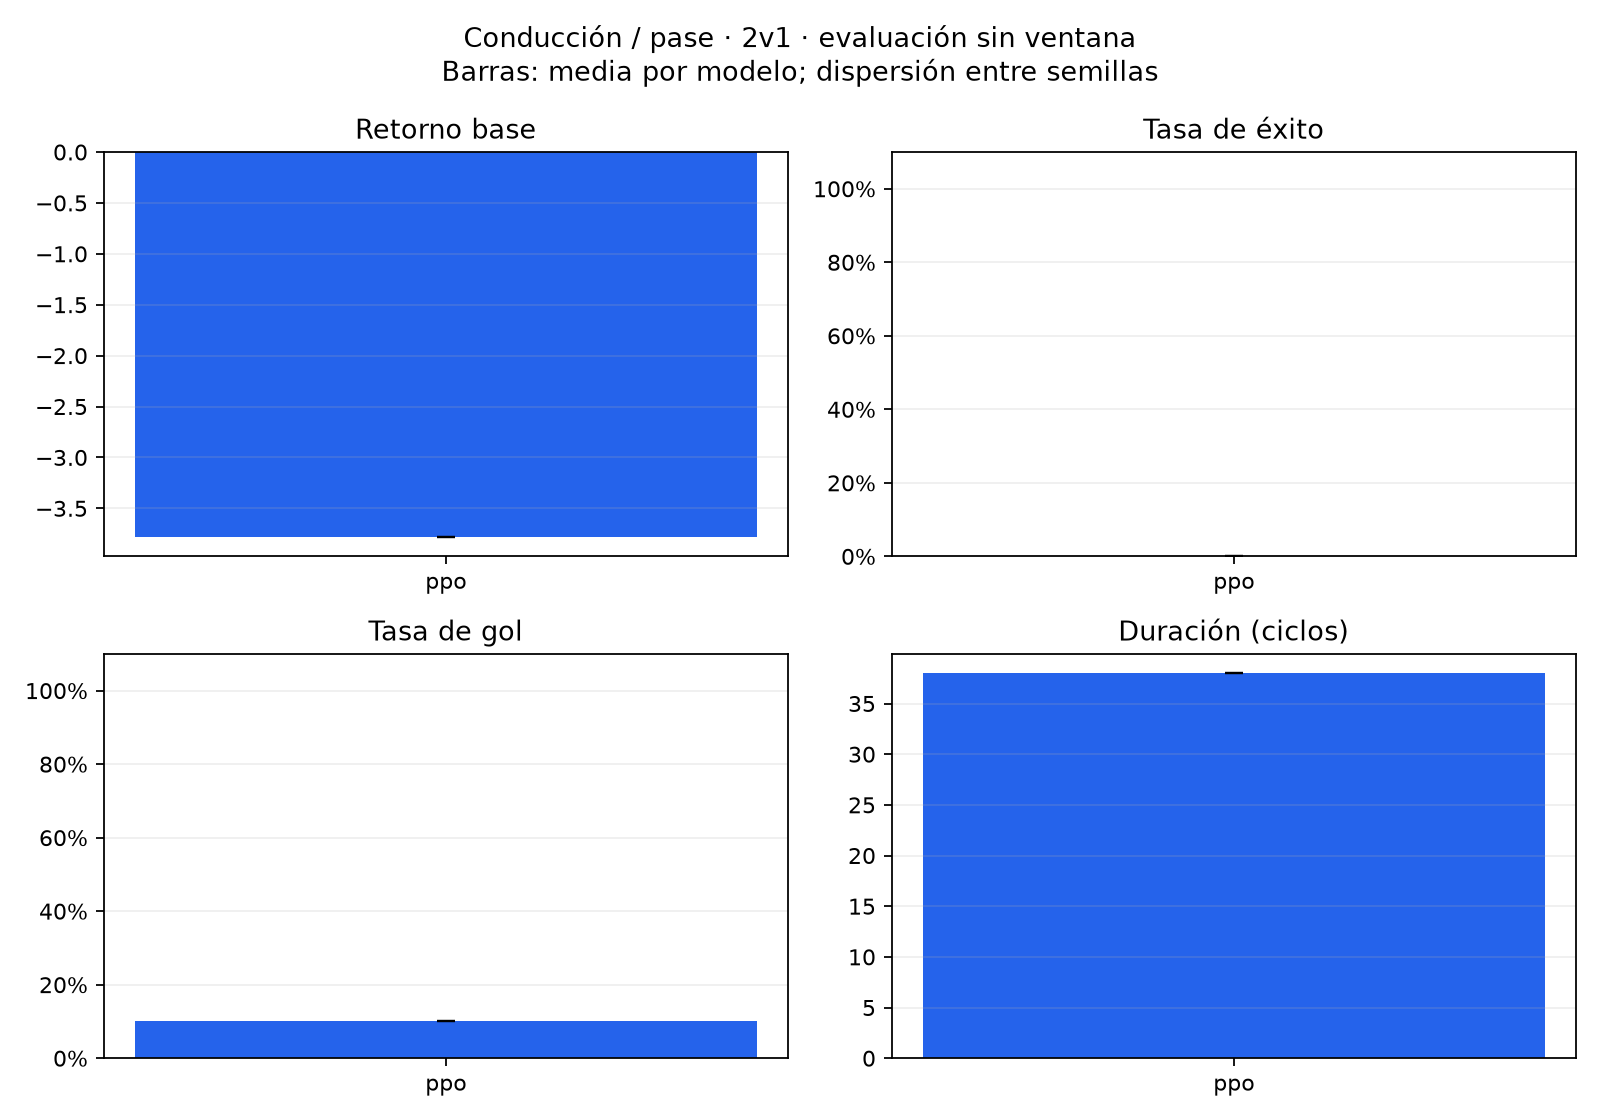 Conducción / pase · 2v1 · evaluación sin ventana
Barras: media por modelo; dispersión entre semillas
Retorno base
0.0
−0.5
−1.0
−1.5
−2.0
−2.5
−3.0
−3.5
ppo
Tasa de éxito
100%
80%
60%
40%
20%
0%
ppo
Tasa de gol
100%
80%
60%
40%
20%
0%
ppo
Duración (ciclos)
35
30
25
20
15
10
5
0
ppo